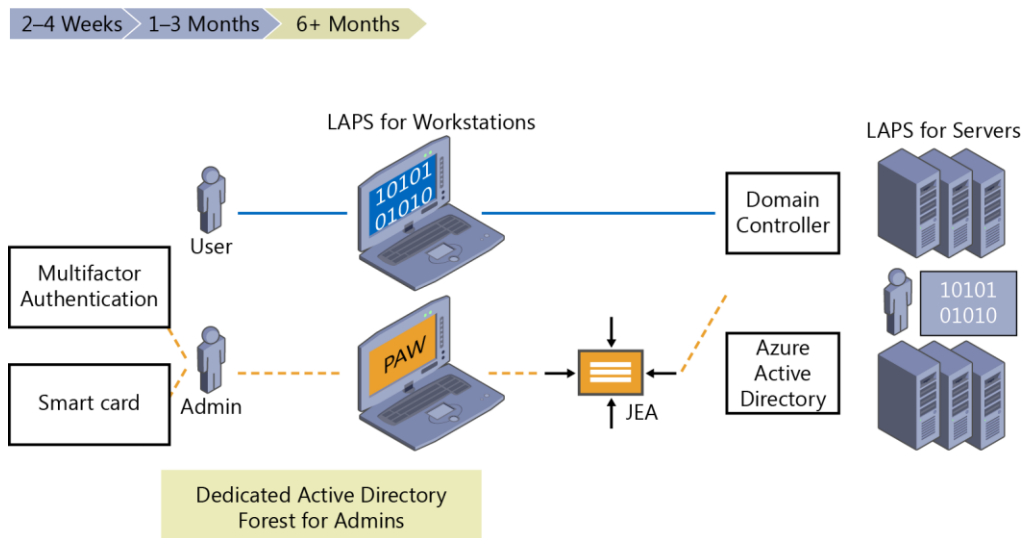 2–4 Weeks
1–3 Months
6+ Months
LAPS for Workstations
LAPS for Servers
10101
01010
User
Domain
Controller
Multifactor
Authentication
10101
01010
PAW
Azure
Active
Directory
Smart card
Admin
JEA
Dedicated Active Directory
Forest for Admins